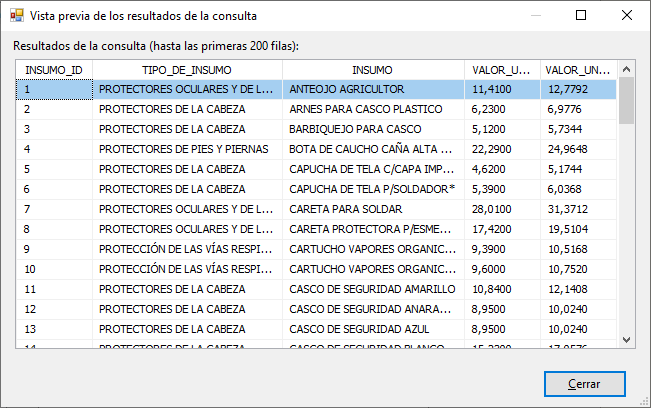 Vista previa de los resultados de la consulta
Resultados de la consulta (hasta las primeras 200 filas):
INSUMO_ID TIPO_DE_INSUMO INSUMO VALOR_U... VALOR_UN...
1 PROTECTORES OCULARES Y DE L... ANTEOJO AGRICULTOR 11,4100 12,7792
2 PROTECTORES DE LA CABEZA ARNES PARA CASCO PLASTICO 6,2300 6,9776
3 PROTECTORES DE LA CABEZA BARBIQUEJO PARA CASCO 5,1200 5,7344
4 PROTECTORES DE PIES Y PIERNAS BOTA DE CAUCHO CAÑA ALTA ... 22,2900 24,9648
5 PROTECTORES DE LA CABEZA CAPUCHA DE TELA C/CAPA IMP... 4,6200 5,1744
6 PROTECTORES DE LA CABEZA CAPUCHA DE TELA P/SOLDADOR* 5,3900 6,0368
7 PROTECTORES OCULARES Y DE L... CARETA PARA SOLDAR 28,0100 31,3712
8 PROTECTORES OCULARES Y DE L... CARETA PROTECTORA P/ESME... 17,4200 19,5104
9 PROTECCIÓN DE LAS VÍAS RESPI... CARTUCHO VAPORES ORGANIC... 9,3900 10,5168
10 PROTECCIÓN DE LAS VÍAS RESPI... CARTUCHO VAPORES ORGANIC... 9,6000 10,7520
11 PROTECTORES DE LA CABEZA CASCO DE SEGURIDAD AMARILLO 10,8400 12,1408
12 PROTECTORES DE LA CABEZA CASCO DE SEGURIDAD ANARA... 8,9500 10,0240
13 PROTECTORES DE LA CABEZA CASCO DE SEGURIDAD AZUL 8,9500 10,0240
14 PROTECTORES DE LA CABEZA CASCO DE SEGURIDAD BLANCO
Cerrar